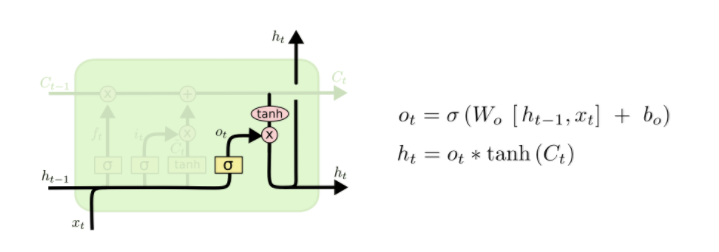 h_t
C_{t-1} C_t
tanh
f_t i_t o_t
C̃_t
σ σ tanh σ
h_{t-1} h_t
x_t
o_t = σ (W_o [h_{t-1}, x_t] + b_o)
h_t = o_t * tanh (C_t)